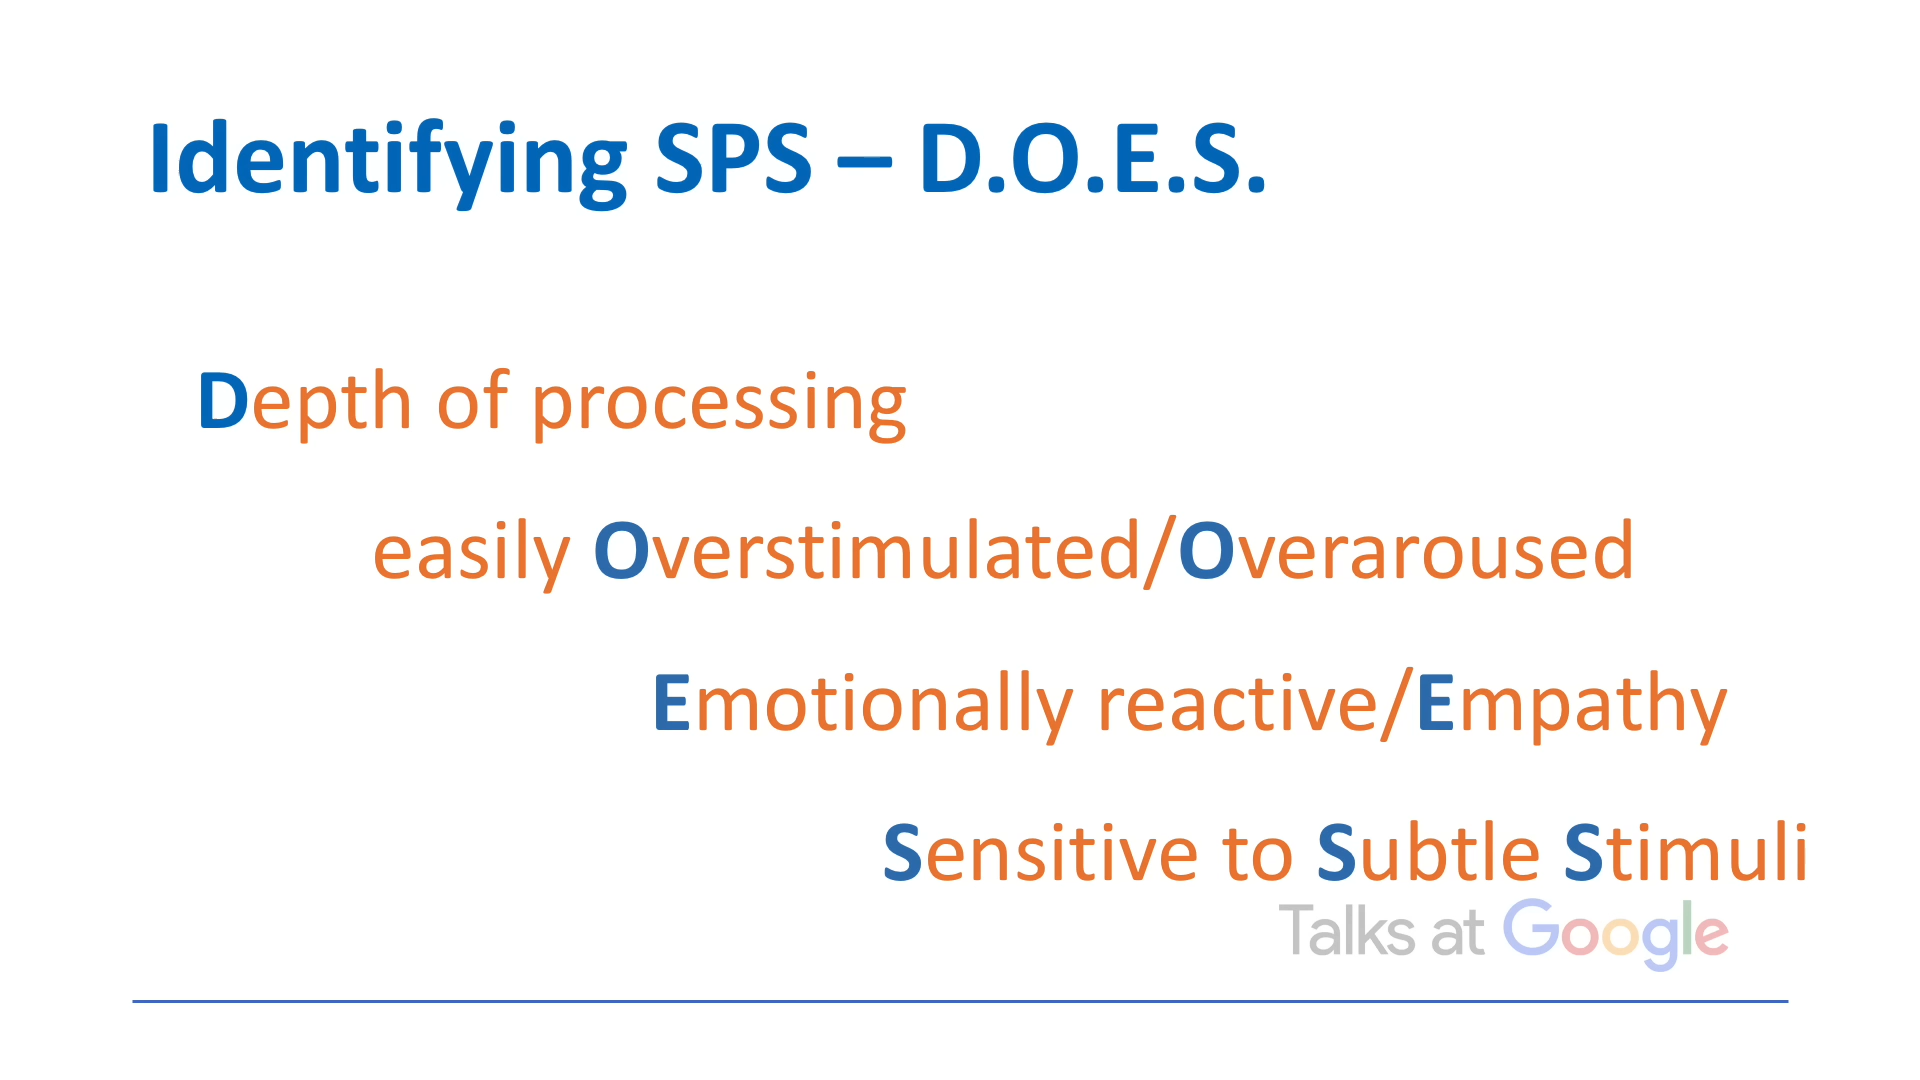 Identifying SPS – D.O.E.S.
Depth of processing
easily Overstimulated/Overaroused
Emotionally reactive/Empathy
Sensitive to Subtle Stimuli
Talks at Google